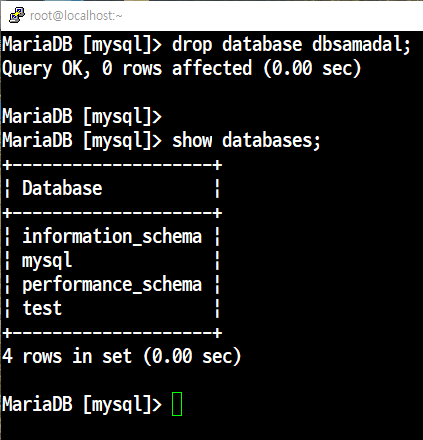 root@localhost:~
MariaDB [mysql]> drop database dbsamadal;
Query OK, 0 rows affected (0.00 sec)
MariaDB [mysql]>
MariaDB [mysql]> show databases;
+--------------------+
¦ Database           ¦
+--------------------+
¦ information_schema ¦
¦ mysql              ¦
¦ performance_schema ¦
¦ test               ¦
+--------------------+
4 rows in set (0.00 sec)
MariaDB [mysql]>